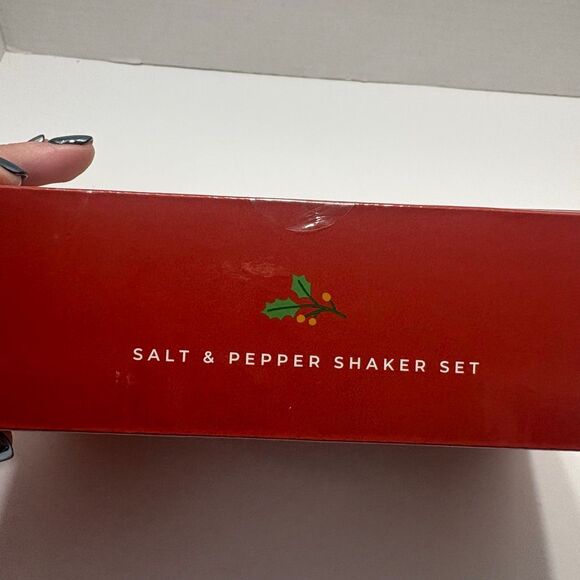 SALT & PEPPER SHAKER SET